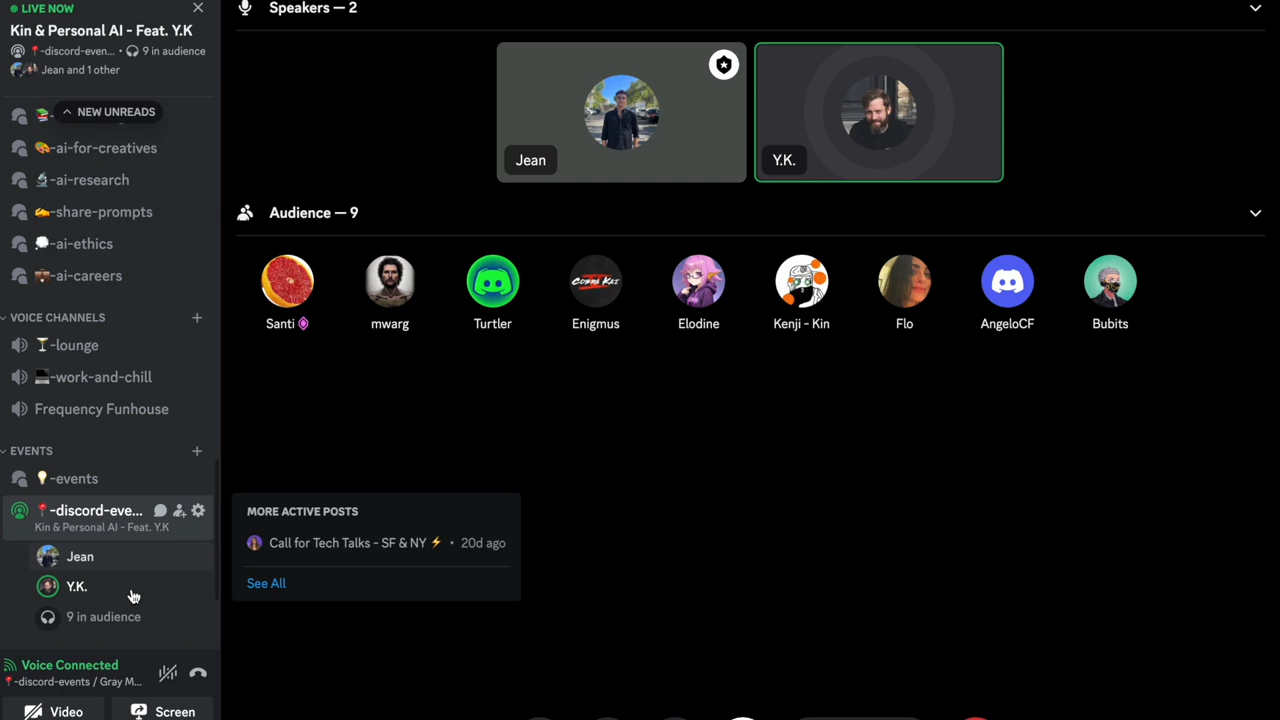 LIVE NOW
Kin & Personal AI - Feat. Y.K
-discord-even... • 9 in audience
Jean and 1 other
NEW UNREADS
-ai-for-creatives
-ai-research
-share-prompts
-ai-ethics
-ai-careers
VOICE CHANNELS
-lounge
-work-and-chill
Frequency Funhouse
EVENTS
-events
-discord-eve...
Kin & Personal AI - Feat. Y.K
Jean
Y.K.
9 in audience
Voice Connected
-discord-events / Gray M...
Video
Screen
Speakers — 2
Jean
Y.K.
Audience — 9
COBRA KAI
Santi
mwarg
Turtler
Enigmus
Elodine
Kenji - Kin
Flo
AngeloCF
Bubits
MORE ACTIVE POSTS
Call for Tech Talks - SF & NY ⚡ • 20d ago
See All